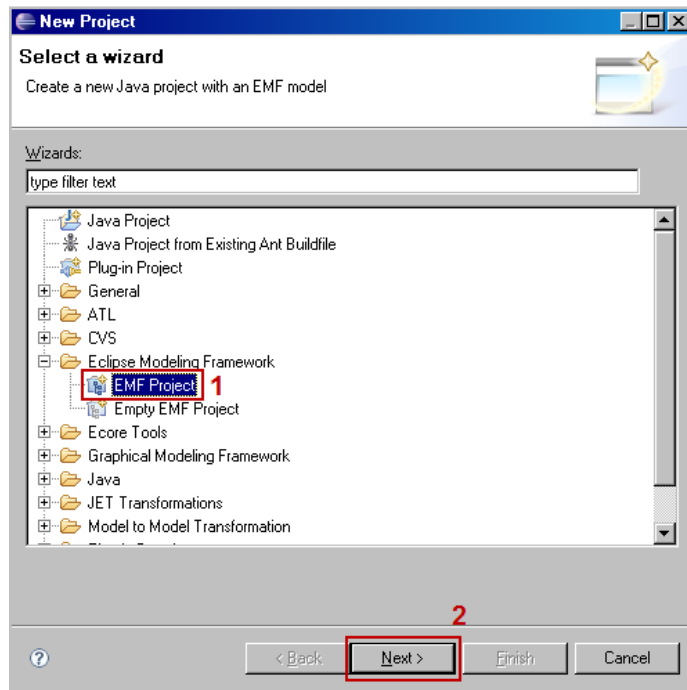 New Project
Select a wizard
Create a new Java project with an EMF model
Wizards:
type filter text
Java Project
Java Project from Existing Ant Buildfile
Plug-in Project
General
ATL
CVS
Eclipse Modeling Framework
EMF Project 1
Empty EMF Project
Ecore Tools
Graphical Modeling Framework
Java
JET Transformations
Model to Model Transformation
2
? < Back Next > Finish Cancel